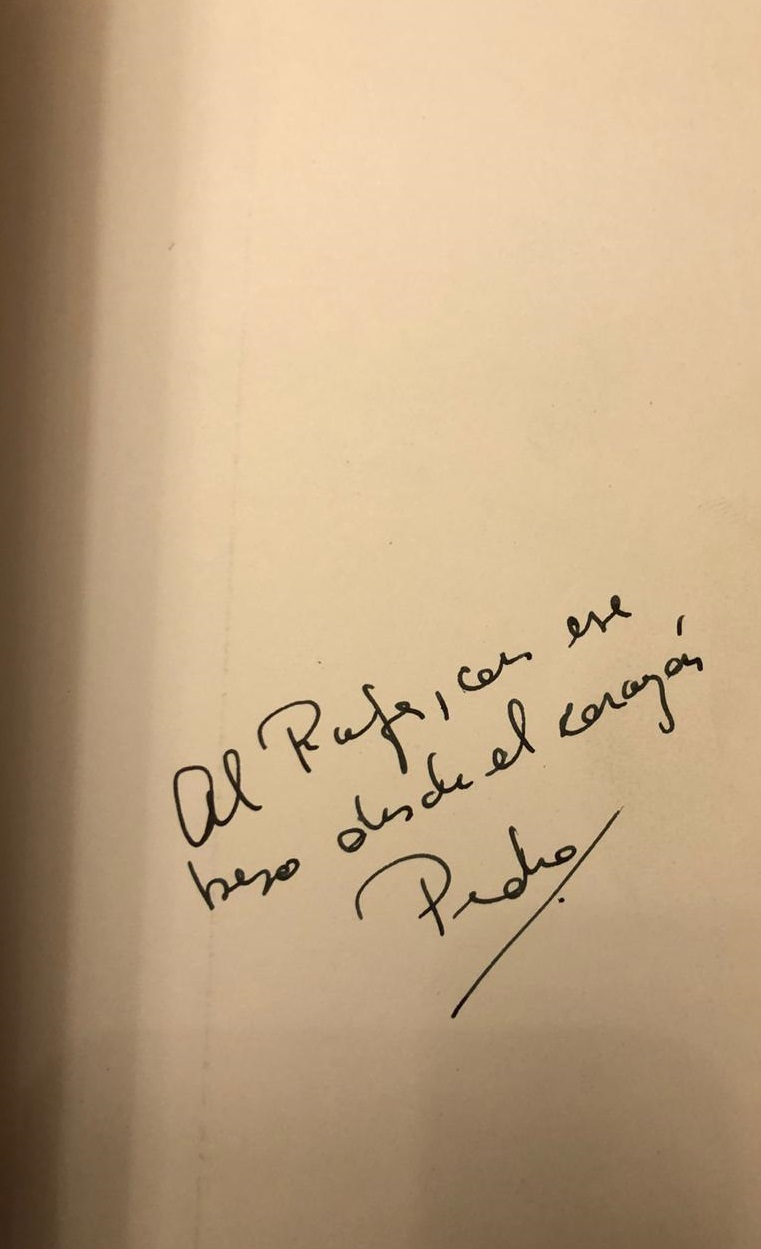 Al Rafa, con ese
beso desde el corazón
Pedro